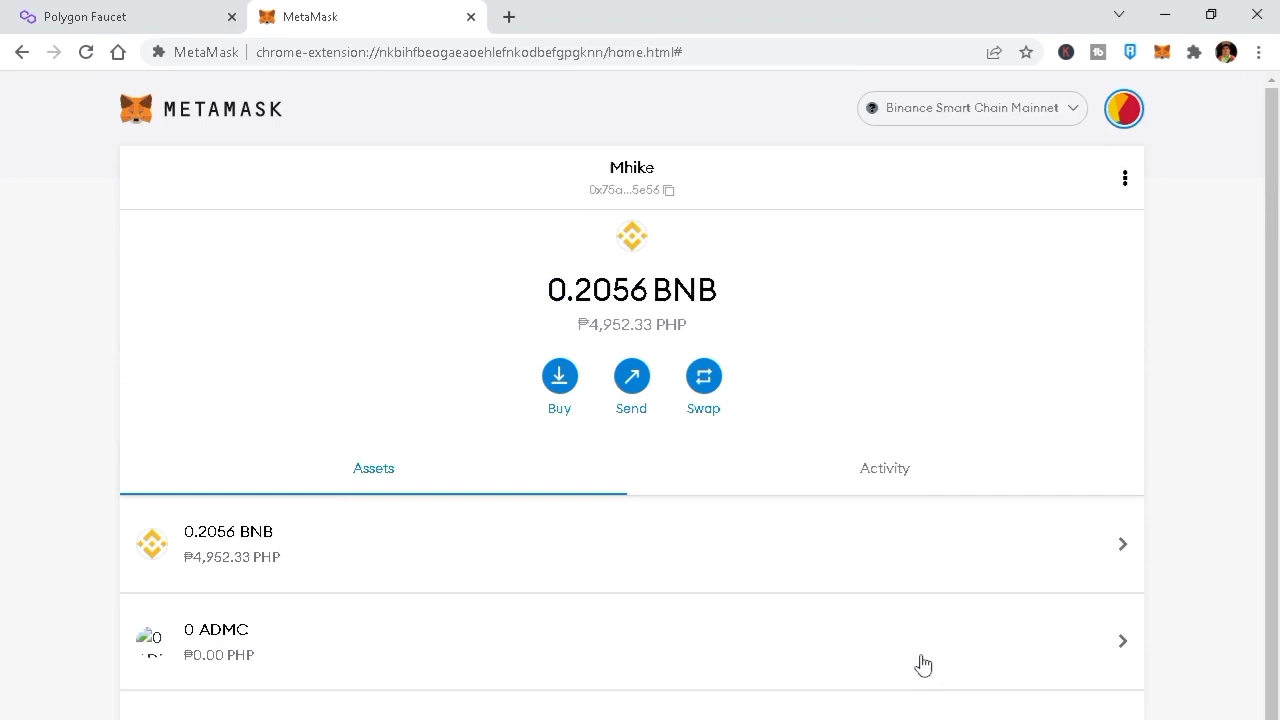 Polygon Faucet
MetaMask
MetaMask
chrome-extension://nkbihfbeogaeaoehlefnkodbefgpgknn/home.html#
METAMASK
Binance Smart Chain Mainnet
Mhike
0x75a...5e56
0.2056 BNB
₱4,952.33 PHP
Buy
Send
Swap
Assets
Activity
0.2056 BNB
₱4,952.33 PHP
0
0 ADMC
₱0.00 PHP